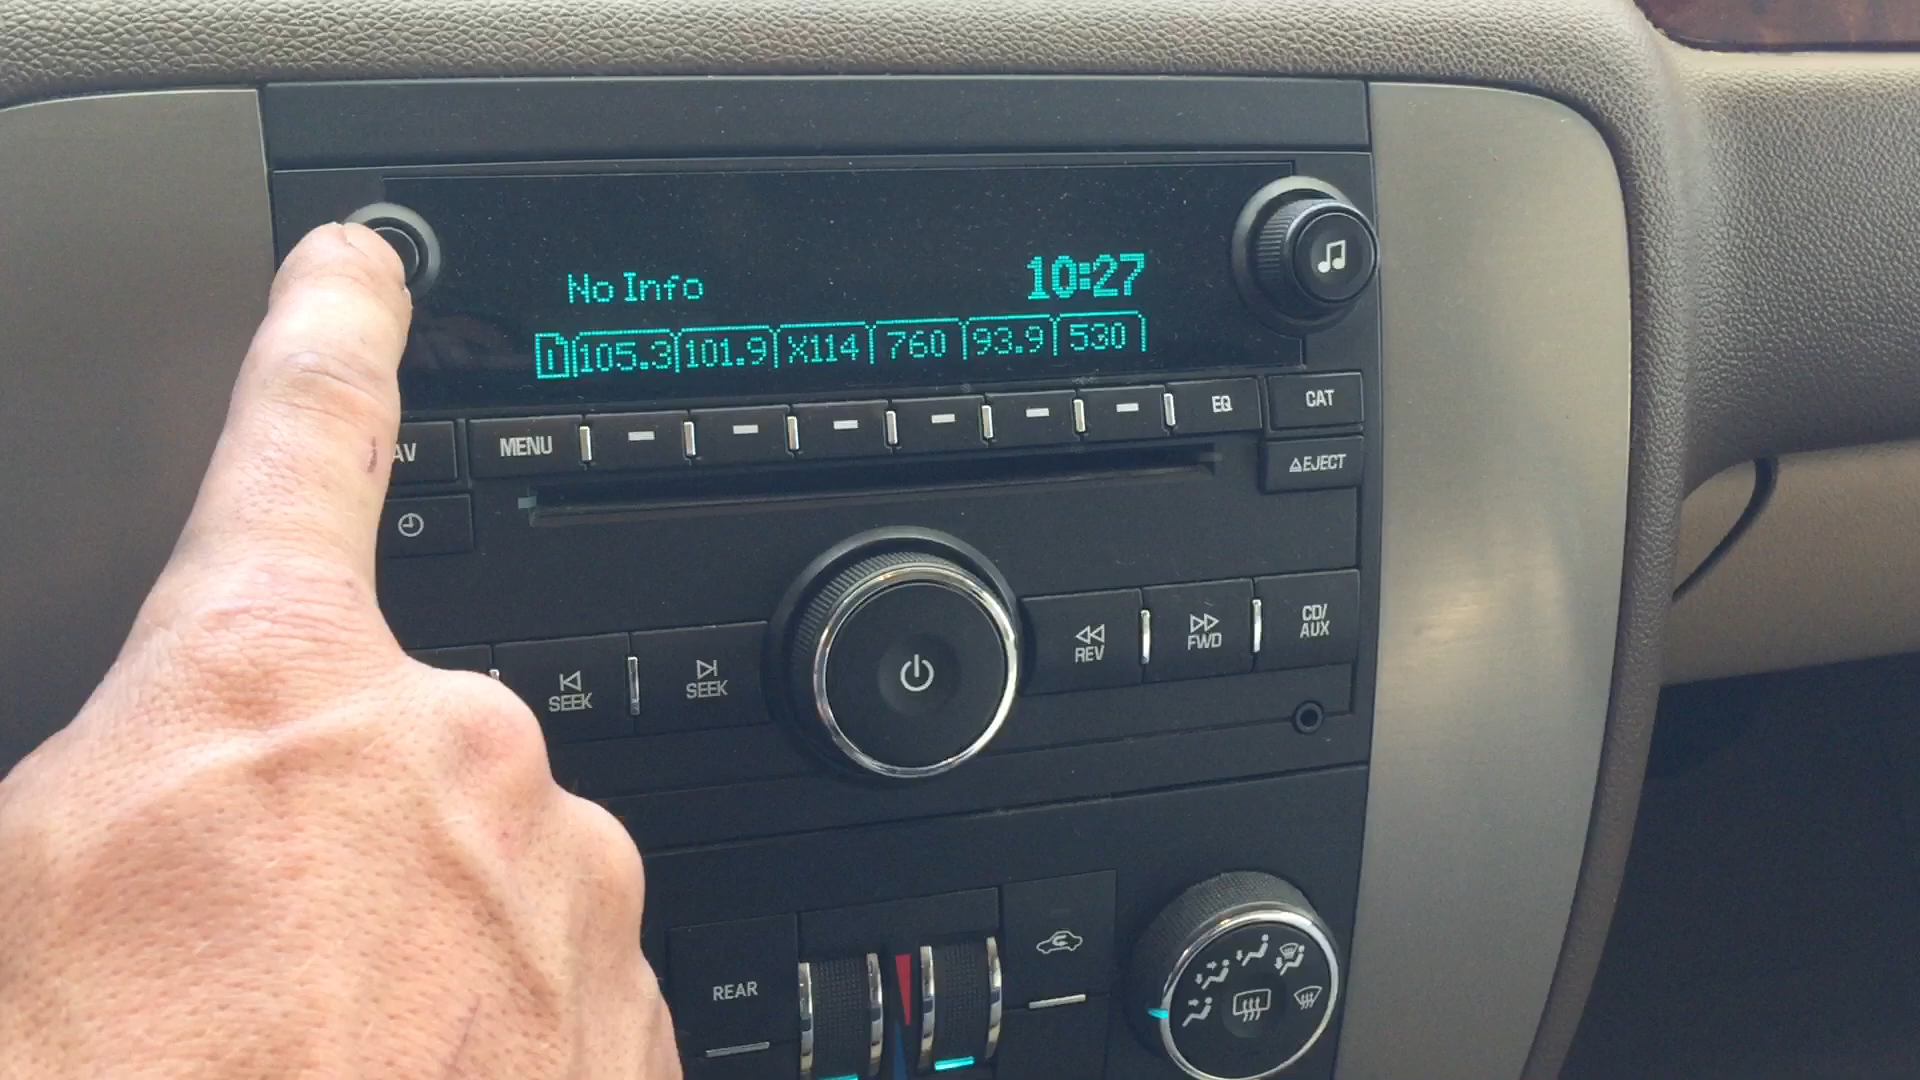 No Info
10:27
1 105.3 101.9 X114 760 93.9 530
AV
MENU
EQ
CAT
EJECT
SEEK
SEEK
REV
FWD
CD/
AUX
REAR